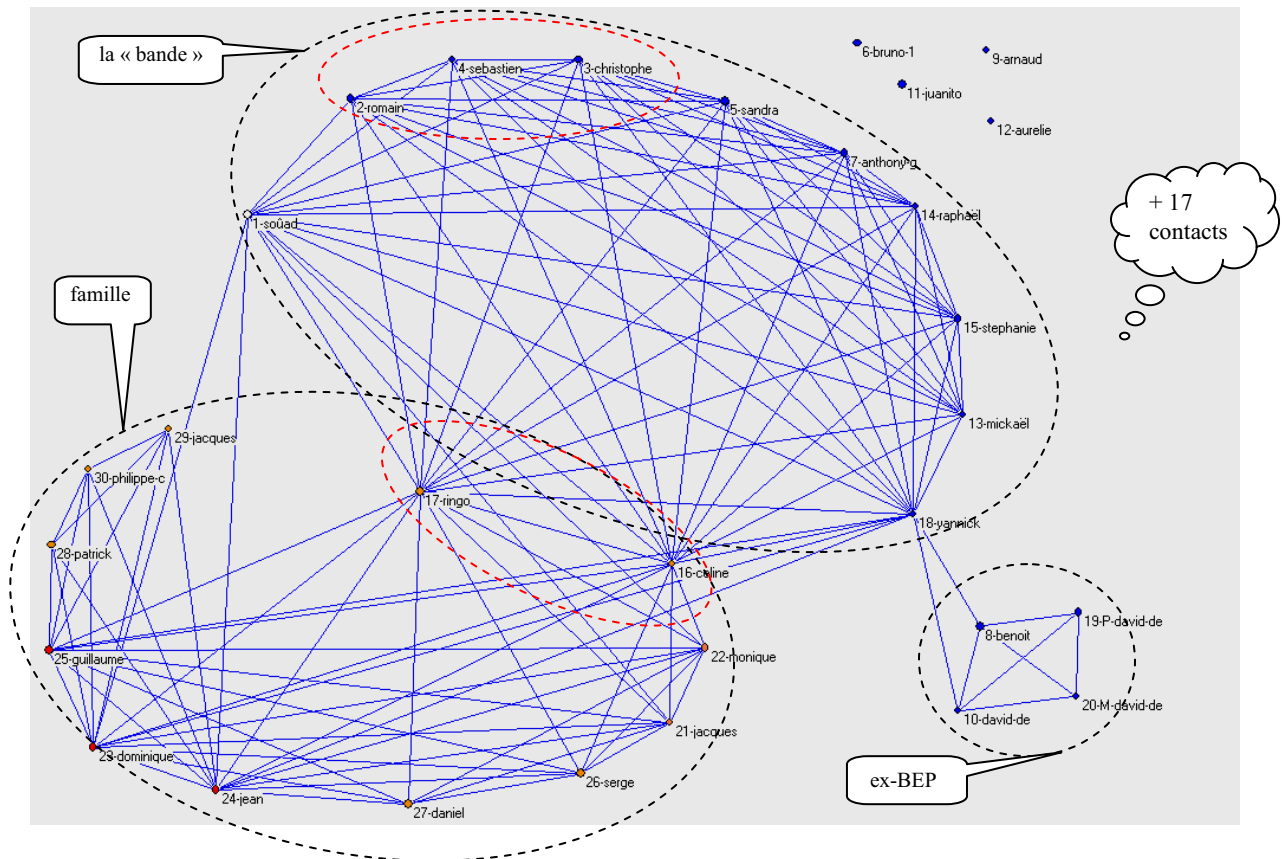 la « bande »
6-bruno-1
9-arnaud
4-sebastien
3-christophe
11-juanito
2-romain
5-sandra
12-aurelie
7-anthony-g
+ 17
contacts
14-raphaël
1-soûad
famille
15-stephanie
13-mickaël
29-jacques
30-philippe-c
17-ringo
18-yannick
28-patrick
16-celine
19-P-david-de
8-benoit
25-guillaume
22-monique
20-M-david-de
10-david-de
21-jacques
23-dominique
26-serge
ex-BEP
24-jean
27-daniel